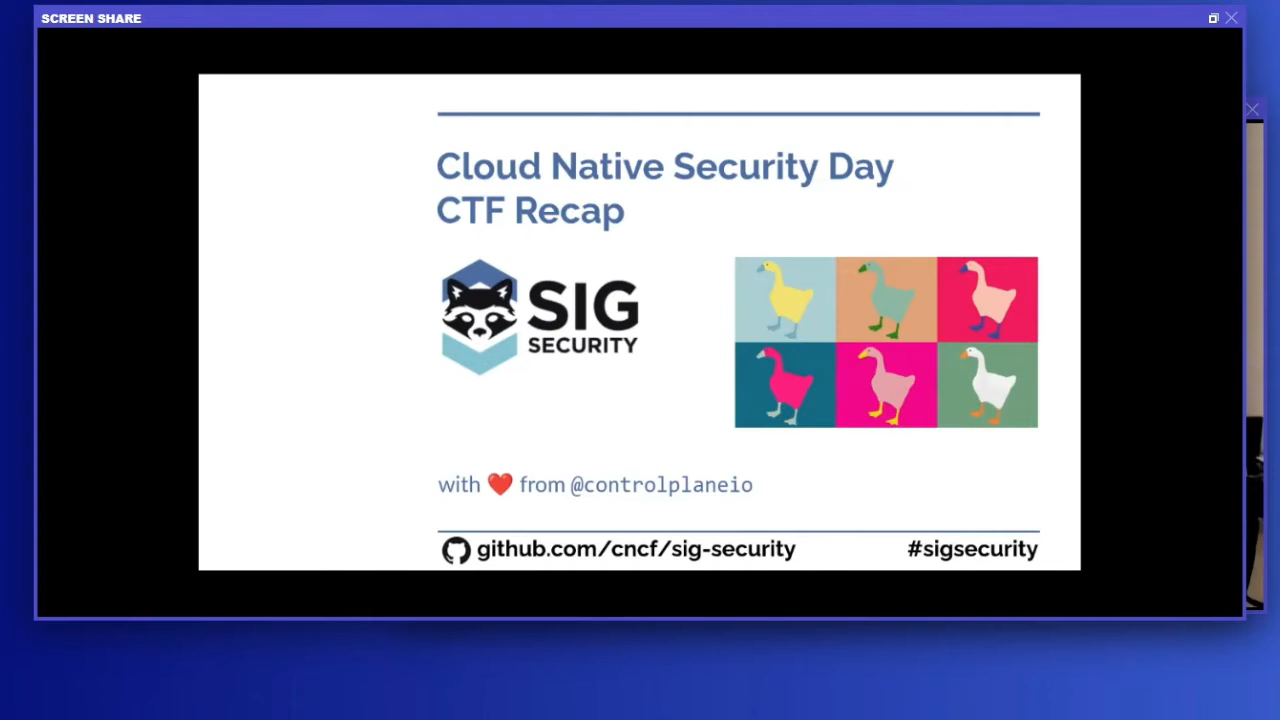 SCREEN SHARE
Cloud Native Security Day
CTF Recap
SIG
SECURITY
with ❤️ from @controlplaneio
github.com/cncf/sig-security
#sigsecurity